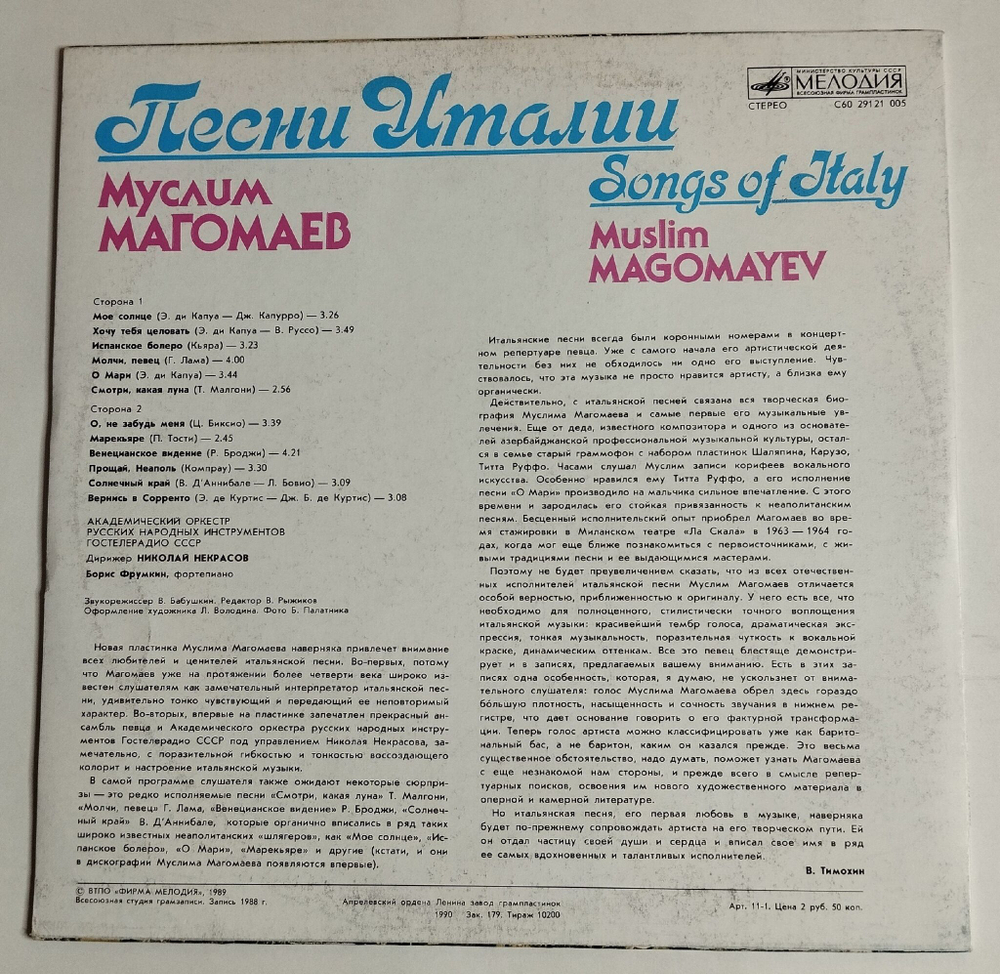 Песни Италии
МИНИСТЕРСТВО КУЛЬТУРЫ СССР
МЕЛОДИЯ
ВСЕСОЮЗНАЯ ФИРМА ГРАМПЛАСТИНОК
СТЕРЕО С60 29121 005
Songs of Italy
Муслим
МАГОМАЕВ
Muslim
MAGOMAYEV
Сторона 1
Мое солнце (Э. ди Капуа — Дж. Капурро) — 3.26
Хочу тебя целовать (Э. ди Капуа — В. Руссо) — 3.49
Испанское болеро (Кьяра) — 3.23
Молчи, певец (Г. Лама) — 4.00
О Мари (Э. ди Капуа) — 3.44
Смотри, какая луна (Т. Малгони) — 2.56
Сторона 2
О, не забудь меня (Ц. Биксио) — 3.39
Марекьяре (П. Тости) — 2.45
Венецианское видение (Р. Броджи) — 4.21
Прощай, Неаполь (Компрау) — 3.30
Солнечный край (В. Д'Аннибале — Л. Бовио) — 3.09
Вернись в Сорренто (Э. де Куртис — Дж. Б. де Куртис) — 3.08
АКАДЕМИЧЕСКИЙ ОРКЕСТР
РУССКИХ НАРОДНЫХ ИНСТРУМЕНТОВ
ГОСТЕЛЕРАДИО СССР
Дирижер НИКОЛАЙ НЕКРАСОВ
Борис Фрумкин, фортепиано
Звукорежиссер В. Бабушкин. Редактор В. Рыжиков
Оформление художника Л. Володина. Фото Б. Палатника
Новая пластинка Муслима Магомаева наверняка привлечет внимание
всех любителей и ценителей итальянской песни. Во-первых, потому
что Магомаев уже на протяжении более четверти века широко из-
вестен слушателям как замечательный интерпретатор итальянской пес-
ни, удивительно тонко чувствующий и передающий ее неповторимый
характер. Во-вторых, впервые на пластинке запечатлен прекрасный ан-
самбль певца и Академического оркестра русских народных инстру-
ментов Гостелерадио СССР под управлением Николая Некрасова, за-
мечательно, с поразительной гибкостью и тонкостью воссоздающего
колорит и настроение итальянской музыки.
В самой программе слушателя также ожидают некоторые сюрпри-
зы — это редко исполняемые песни «Смотри, какая луна» Т. Малгони,
«Молчи, певец» Г. Лама, «Венецианское видение» Р. Броджи, «Солнеч-
ный край» В. Д'Аннибале, которые органично вписались в ряд таких
широко известных неаполитанских «шлягеров», как «Мое солнце», «Ис-
панское болеро», «О Мари», «Марекьяре» и другие (кстати, и они
в дискографии Муслима Магомаева появляются впервые).
Итальянские песни всегда были коронными номерами в концерт-
ном репертуаре певца. Уже с самого начала его артистической дея-
тельности без них не обходилось ни одно его выступление. Чув-
ствовалось, что эта музыка не просто нравится артисту, а близка ему
органически.
Действительно, с итальянской песней связана вся творческая био-
графия Муслима Магомаева и самые первые его музыкальные ув-
лечения. Еще от деда, известного композитора и одного из основате-
лей азербайджанской профессиональной музыкальной культуры, остал-
ся в семье старый граммофон с набором пластинок Шаляпина, Карузо,
Титта Руффо. Часами слушал Муслим записи корифеев вокального
искусства. Особенно нравился ему Титта Руффо, а его исполнение
песни «О Мари» производило на мальчика сильное впечатление. С этого
времени и зародилась его стойкая привязанность к неаполитанским
песням. Бесценный исполнительский опыт приобрел Магомаев во вре-
мя стажировки в Миланском театре «Ла Скала» в 1963 — 1964 го-
дах, когда мог еще ближе познакомиться с первоисточниками, с жи-
выми традициями песни и ее выдающимися мастерами.
Поэтому не будет преувеличением сказать, что из всех отечествен-
ных исполнителей итальянской песни Муслим Магомаев отличается
особой верностью, приближенностью к оригиналу. У него есть все, что
необходимо для полноценного, стилистически точного воплощения
итальянской музыки: красивейший тембр голоса, драматическая экс-
прессия, тонкая музыкальность, поразительная чуткость к вокальной
краске, динамическим оттенкам. Все это певец блестяще демонстри-
рует и в записях, предлагаемых вашему вниманию. Есть в этих за-
писях одна особенность, которая, я думаю, не ускользнет от внима-
тельного слушателя: голос Муслима Магомаева обрел здесь гораздо
бо́льшую плотность, насыщенность и сочность звучания в нижнем ре-
гистре, что дает основание говорить о его фактурной трансформа-
ции. Теперь голос артиста можно классифицировать уже как барито-
нальный бас, а не баритон, каким он казался прежде. Это весьма
существенное обстоятельство, надо думать, поможет узнать Магомаева
с еще незнакомой нам стороны, и прежде всего в смысле репер-
туарных поисков, освоения им нового художественного материала в
оперной и камерной литературе.
Но итальянская песня, его первая любовь в музыке, наверняка
будет по-прежнему сопровождать артиста на его творческом пути. Ей
он отдал частицу своей души и сердца и вписал свое имя в ряд
ее самых вдохновенных и талантливых исполнителей.
В. Тимохин
© ВТПО «ФИРМА МЕЛОДИЯ», 1989
Всесоюзная студия грамзаписи. Запись 1988 г.
Апрелевский ордена Ленина завод грампластинок
1990 Зак. 179. Тираж 10200
Арт. 11-1. Цена 2 руб. 50 коп.